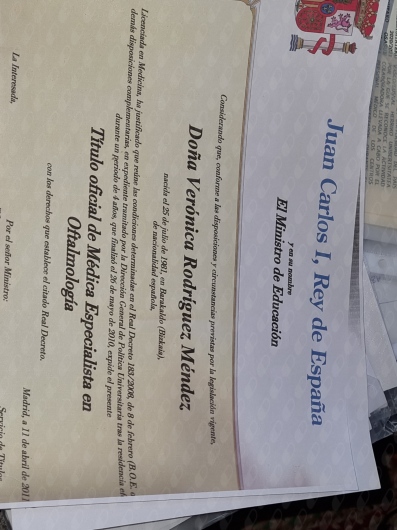 Juan Carlos I, Rey de España
y en su nombre
El Ministro de Educación
Considerando que, conforme a las disposiciones y circunstancias previstas por la legislación vigente,
Doña Verónica Rodríguez Méndez
nacida el 25 de julio de 1981, en Barakaldo (Bizkaia),
de nacionalidad española,
Licenciada en Medicina, ha justificado que reúne las condiciones determinadas en el Real Decreto 183/2008, de 8 de febrero (B.O.E.
demás disposiciones complementarias, en expediente tramitado por la Dirección General de Política Universitaria tras la residencia
durante un período de 4 años, que finalizó el 26 de mayo de 2010, expide el presente
Título oficial de Médica Especialista en
Oftalmología
con los derechos que establece el citado Real Decreto.
Madrid, a 11 de abril de 2011
La Interesada,
Por el señor Ministro:
Servicio de Títulos